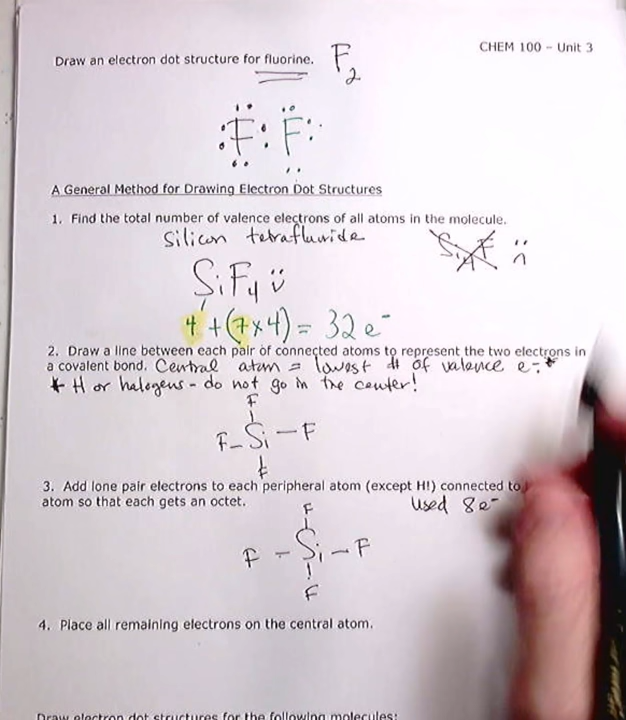 CHEM 100 - Unit 3
Draw an electron dot structure for fluorine. F2
F : F
A General Method for Drawing Electron Dot Structures
1. Find the total number of valence electrons of all atoms in the molecule.
Silicon tetrafluoride
SiF4
4 + (7x4) = 32 e-
2. Draw a line between each pair of connected atoms to represent the two electrons in
a covalent bond. Central atom = lowest # of valence e-. *
* H or halogens - do not go in the center!
F
F - Si - F
F
3. Add lone pair electrons to each peripheral atom (except H!) connected to
atom so that each gets an octet. Used 8e-
F
F - Si - F
F
4. Place all remaining electrons on the central atom.
Draw electron dot structures for the following molecules: